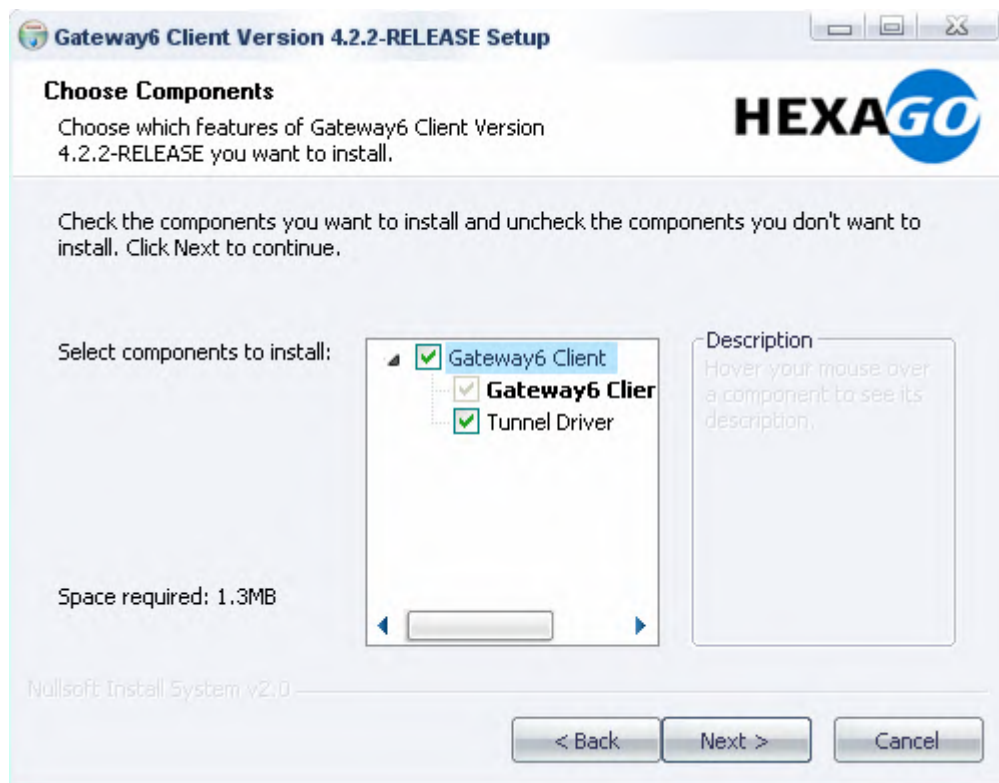 Gateway6 Client Version 4.2.2-RELEASE Setup
Choose Components
Choose which features of Gateway6 Client Version
4.2.2-RELEASE you want to install.
HEXAGO
Check the components you want to install and uncheck the components you don't want to
install. Click Next to continue.
Select components to install:
Gateway6 Client
Gateway6 Clier
Tunnel Driver
Description
Hover your mouse over
a component to see its
description.
Space required: 1.3MB
Nullsoft Install System v2.0
< Back
Next >
Cancel